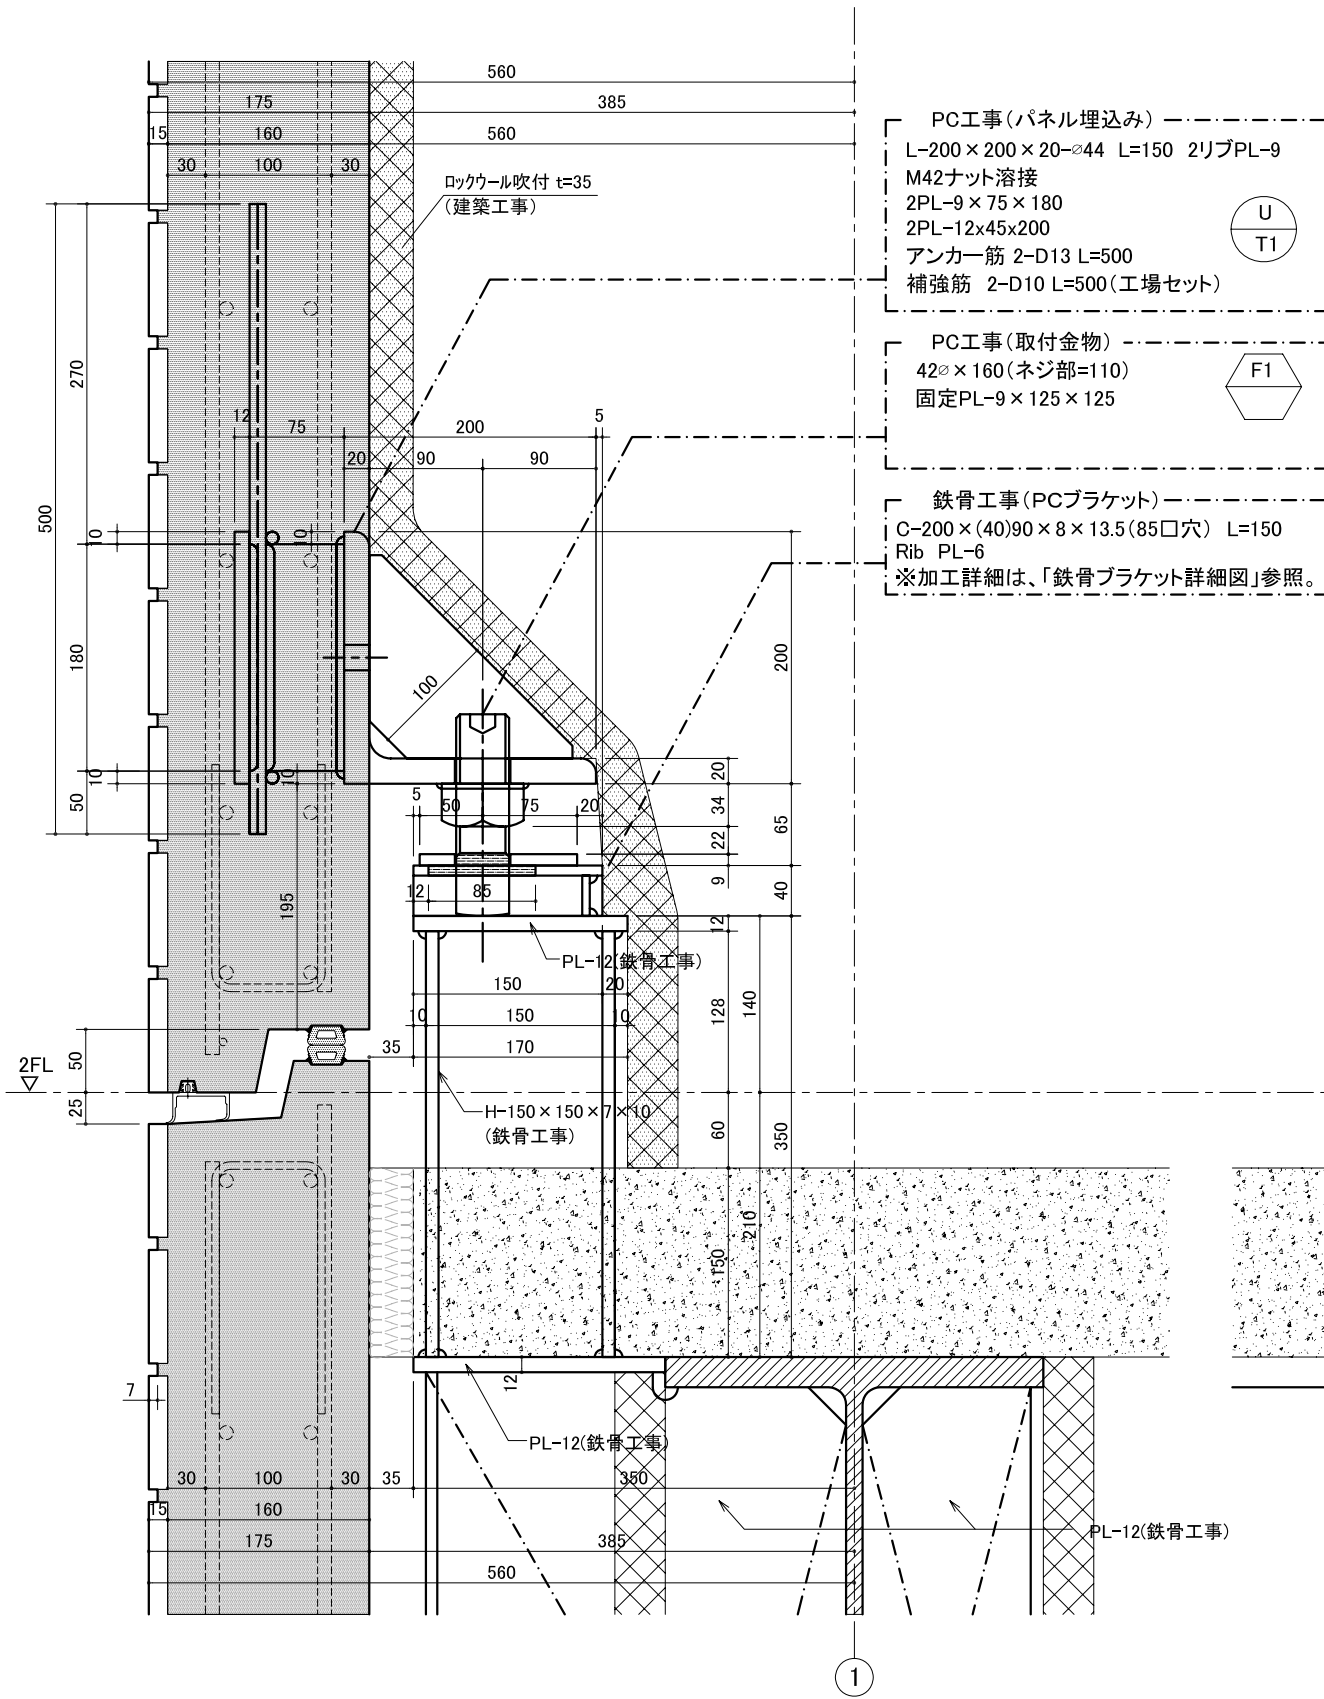 560
175
385
15
160
560
30
100
30
ロックウール吹付 t=35
(建築工事)
PC工事(パネル埋込み)
L-200×200×20-∅44 L=150 2リブPL-9
M42ナット溶接
2PL-9×75×180
2PL-12x45x200
アンカー筋 2-D13 L=500
補強筋 2-D10 L=500(工場セット)
U
T1
PC工事(取付金物)
42∅×160(ネジ部=110)
固定PL-9×125×125
F1
鉄骨工事(PCブラケット)
C-200×(40)90×8×13.5(85□穴) L=150
Rib PL-6
※加工詳細は、「鉄骨ブラケット詳細図」参照。
270
12
75
200
5
20
90
90
500
10
10
180
100
200
10
10
50
20
34
65
22
9
40
5
50
75
20
12
85
195
12
PL-12(鉄骨工事)
150
20
128
140
10
150
10
35
170
50
2FL
25
H-150×150×7×10
(鉄骨工事)
60
350
210
150
12
7
PL-12(鉄骨工事)
30
100
30
35
350
15
160
PL-12(鉄骨工事)
175
385
560
1